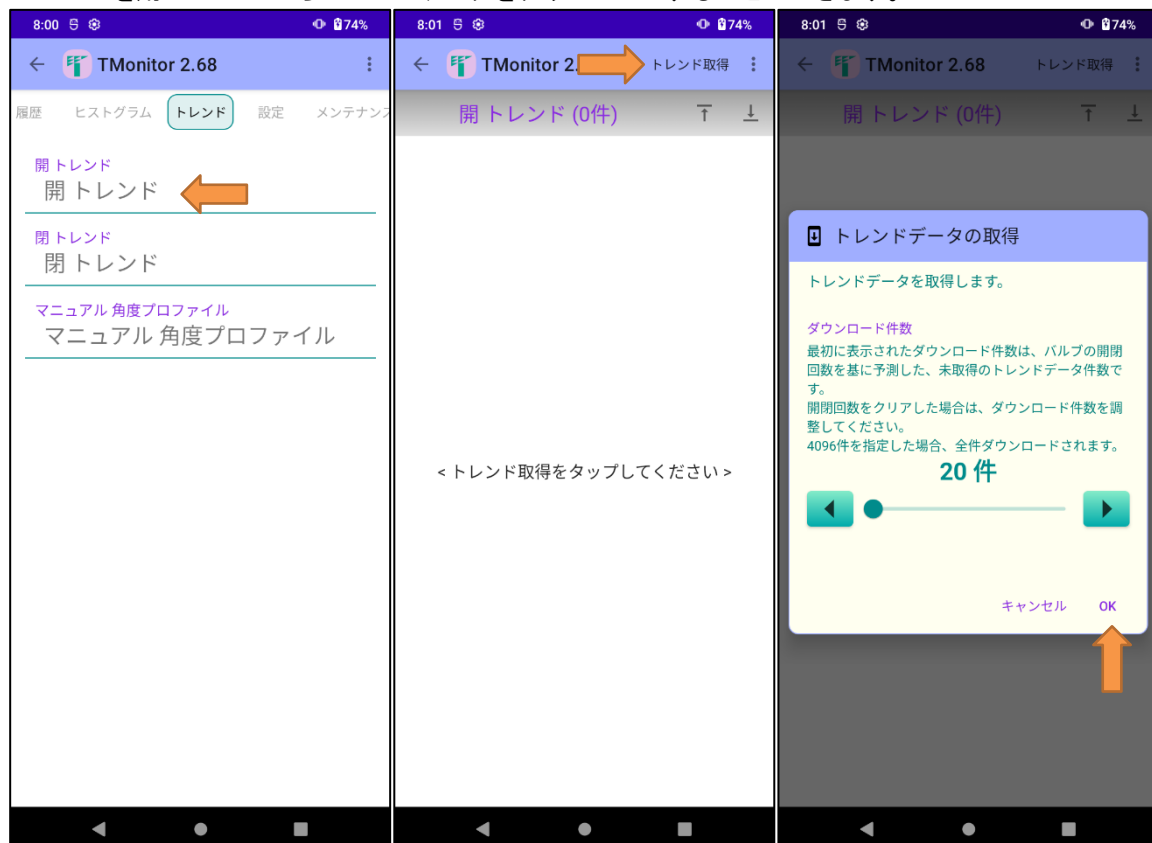 8:00 74%
TMonitor 2.68
履歴 ヒストグラム トレンド 設定 メンテナンス
開 トレンド
開 トレンド
閉 トレンド
閉 トレンド
マニュアル 角度プロファイル
マニュアル 角度プロファイル
8:01 74%
TMonitor 2. トレンド取得
開 トレンド (0件)
< トレンド取得をタップしてください >
8:01 74%
TMonitor 2.68 トレンド取得
開 トレンド (0件)
トレンドデータの取得
トレンドデータを取得します。
ダウンロード件数
最初に表示されたダウンロード件数は、バルブの開閉
回数を基に予測した、未取得のトレンドデータ件数で
す。
開閉回数をクリアした場合は、ダウンロード件数を調
整してください。
4096件を指定した場合、全件ダウンロードされます。
20 件
キャンセル OK